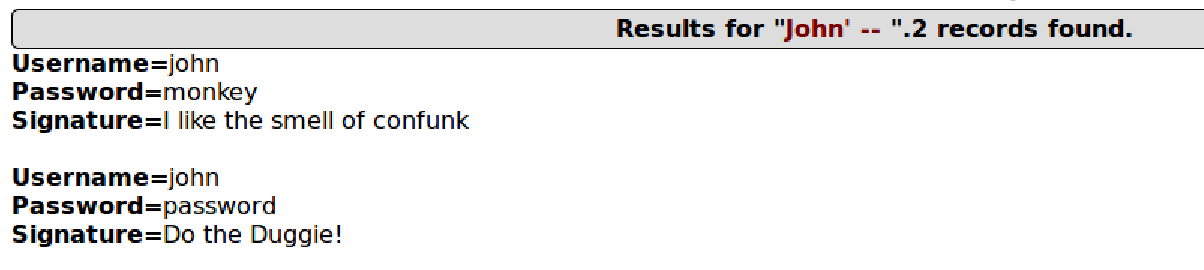 Results for "John' -- ".2 records found.
Username=john
Password=monkey
Signature=I like the smell of confunk
Username=john
Password=password
Signature=Do the Duggie!